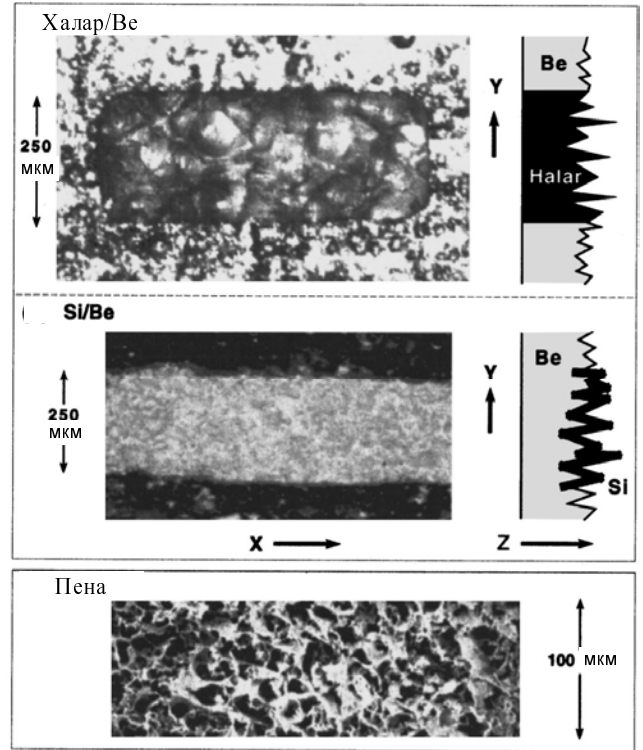 Халар/Be
Be
Y
250
мкм
Halar
Si/Be
Be
Y
250
мкм
Si
X
Z
Пена
100 мкм